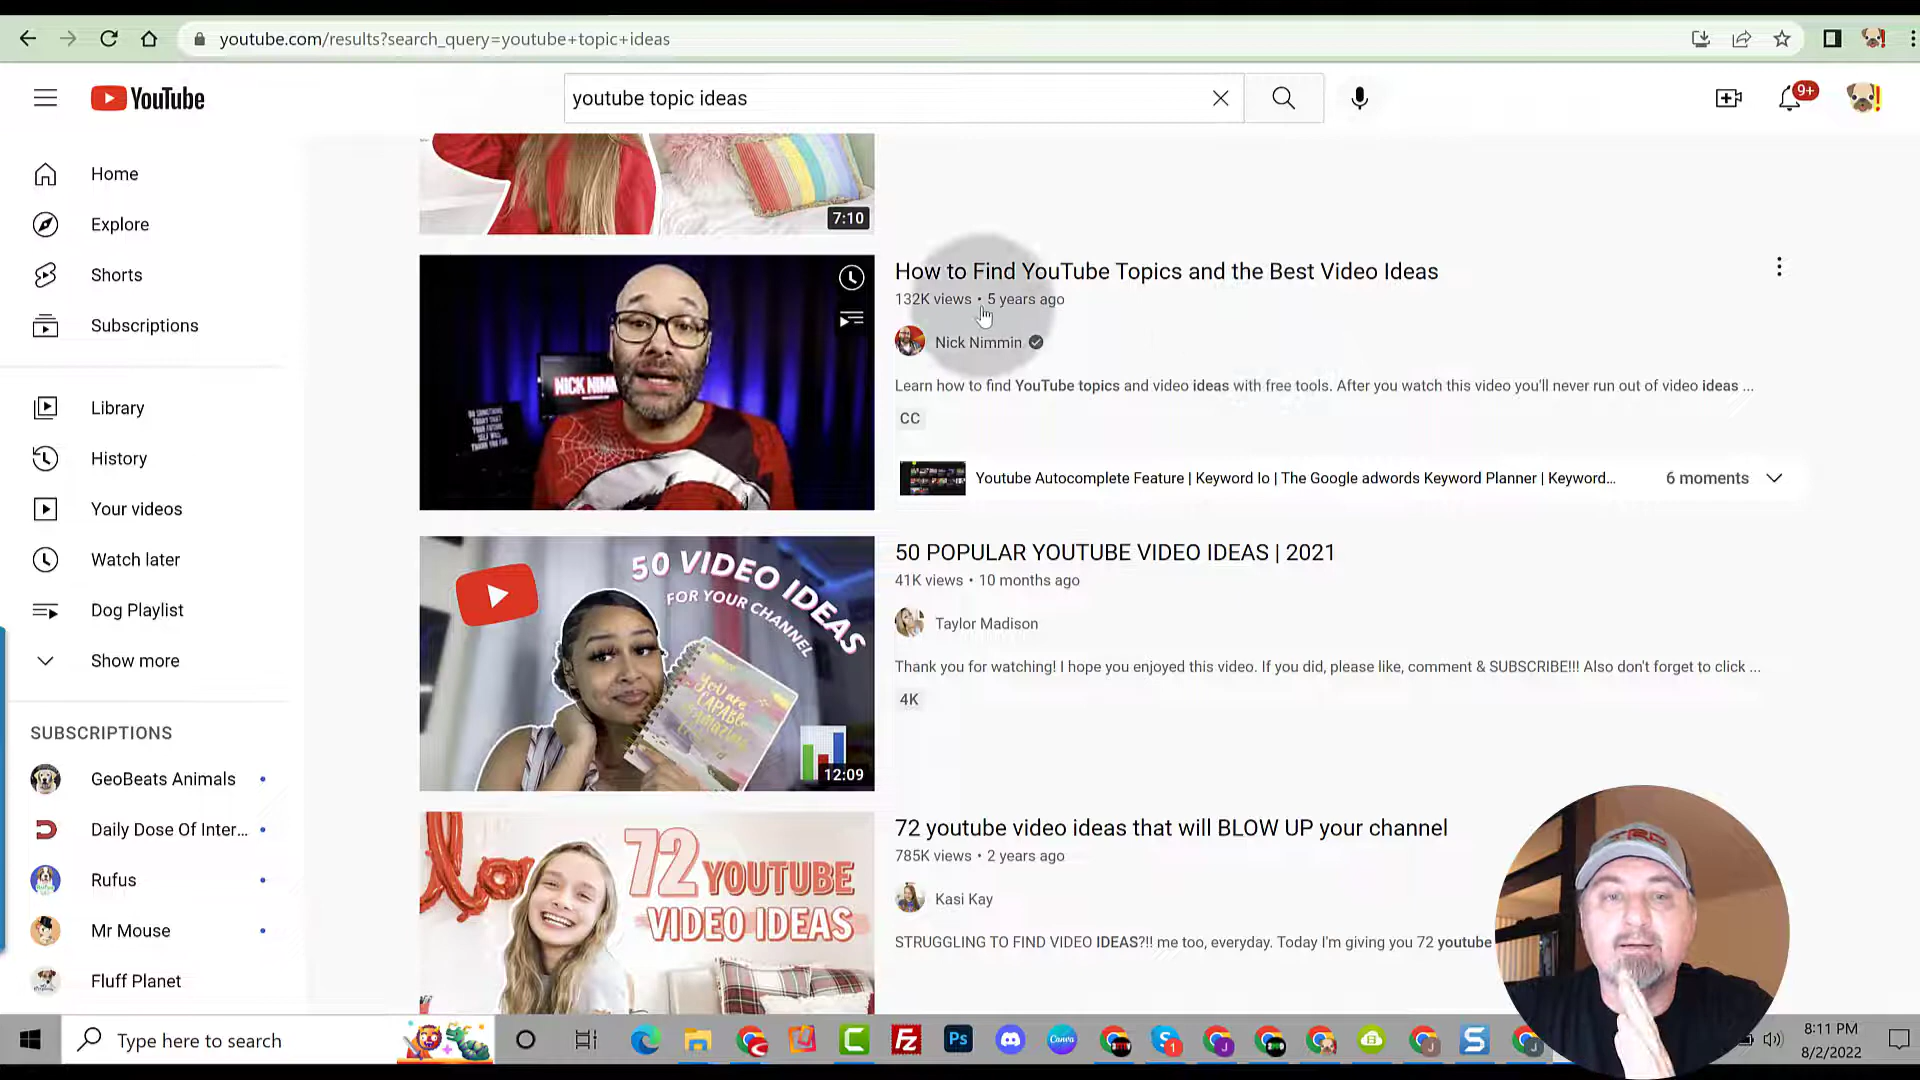 youtube.com/results?search_query=youtube+topic+ideas
YouTube
youtube topic ideas
9+
Home
Explore
Shorts
Subscriptions
Library
History
Your videos
Watch later
Dog Playlist
Show more
SUBSCRIPTIONS
GeoBeats Animals
Daily Dose Of Inter...
Rufus
Mr Mouse
Fluff Planet
7:10
NICK NIMM
How to Find YouTube Topics and the Best Video Ideas
132K views • 5 years ago
Nick Nimmin
Learn how to find YouTube topics and video ideas with free tools. After you watch this video you'll never run out of video ideas ...
CC
Youtube Autocomplete Feature | Keyword Io | The Google adwords Keyword Planner | Keyword...
6 moments
50 VIDEO IDEAS
FOR YOUR CHANNEL
You are
CAPABLE
12:09
50 POPULAR YOUTUBE VIDEO IDEAS | 2021
41K views • 10 months ago
Taylor Madison
Thank you for watching! I hope you enjoyed this video. If you did, please like, comment & SUBSCRIBE!!! Also don't forget to click ...
4K
72 YOUTUBE
VIDEO IDEAS
72 youtube video ideas that will BLOW UP your channel
785K views • 2 years ago
Kasi Kay
STRUGGLING TO FIND VIDEO IDEAS?!! me too, everyday. Today I'm giving you 72 youtube
TRD
Type here to search
Ps
Canva
8:11 PM
8/2/2022